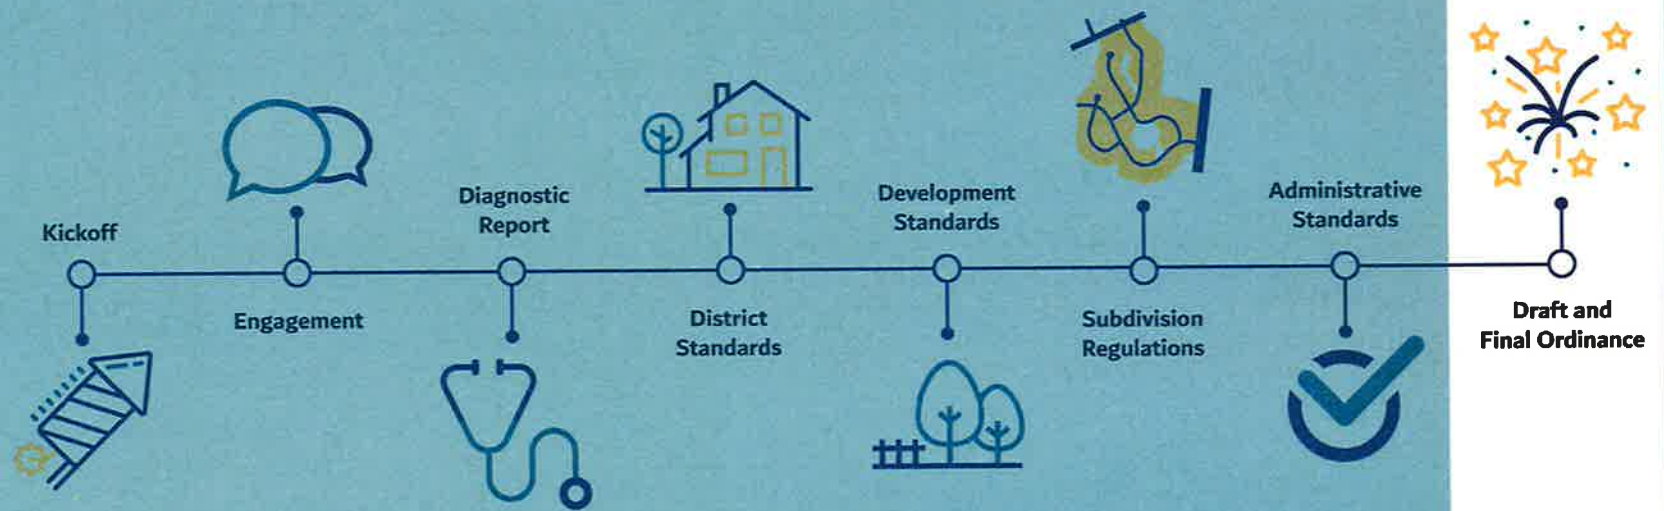 Kickoff
Engagement
Diagnostic
Report
District
Standards
Development
Standards
Subdivision
Regulations
Administrative
Standards
Draft and
Final Ordinance